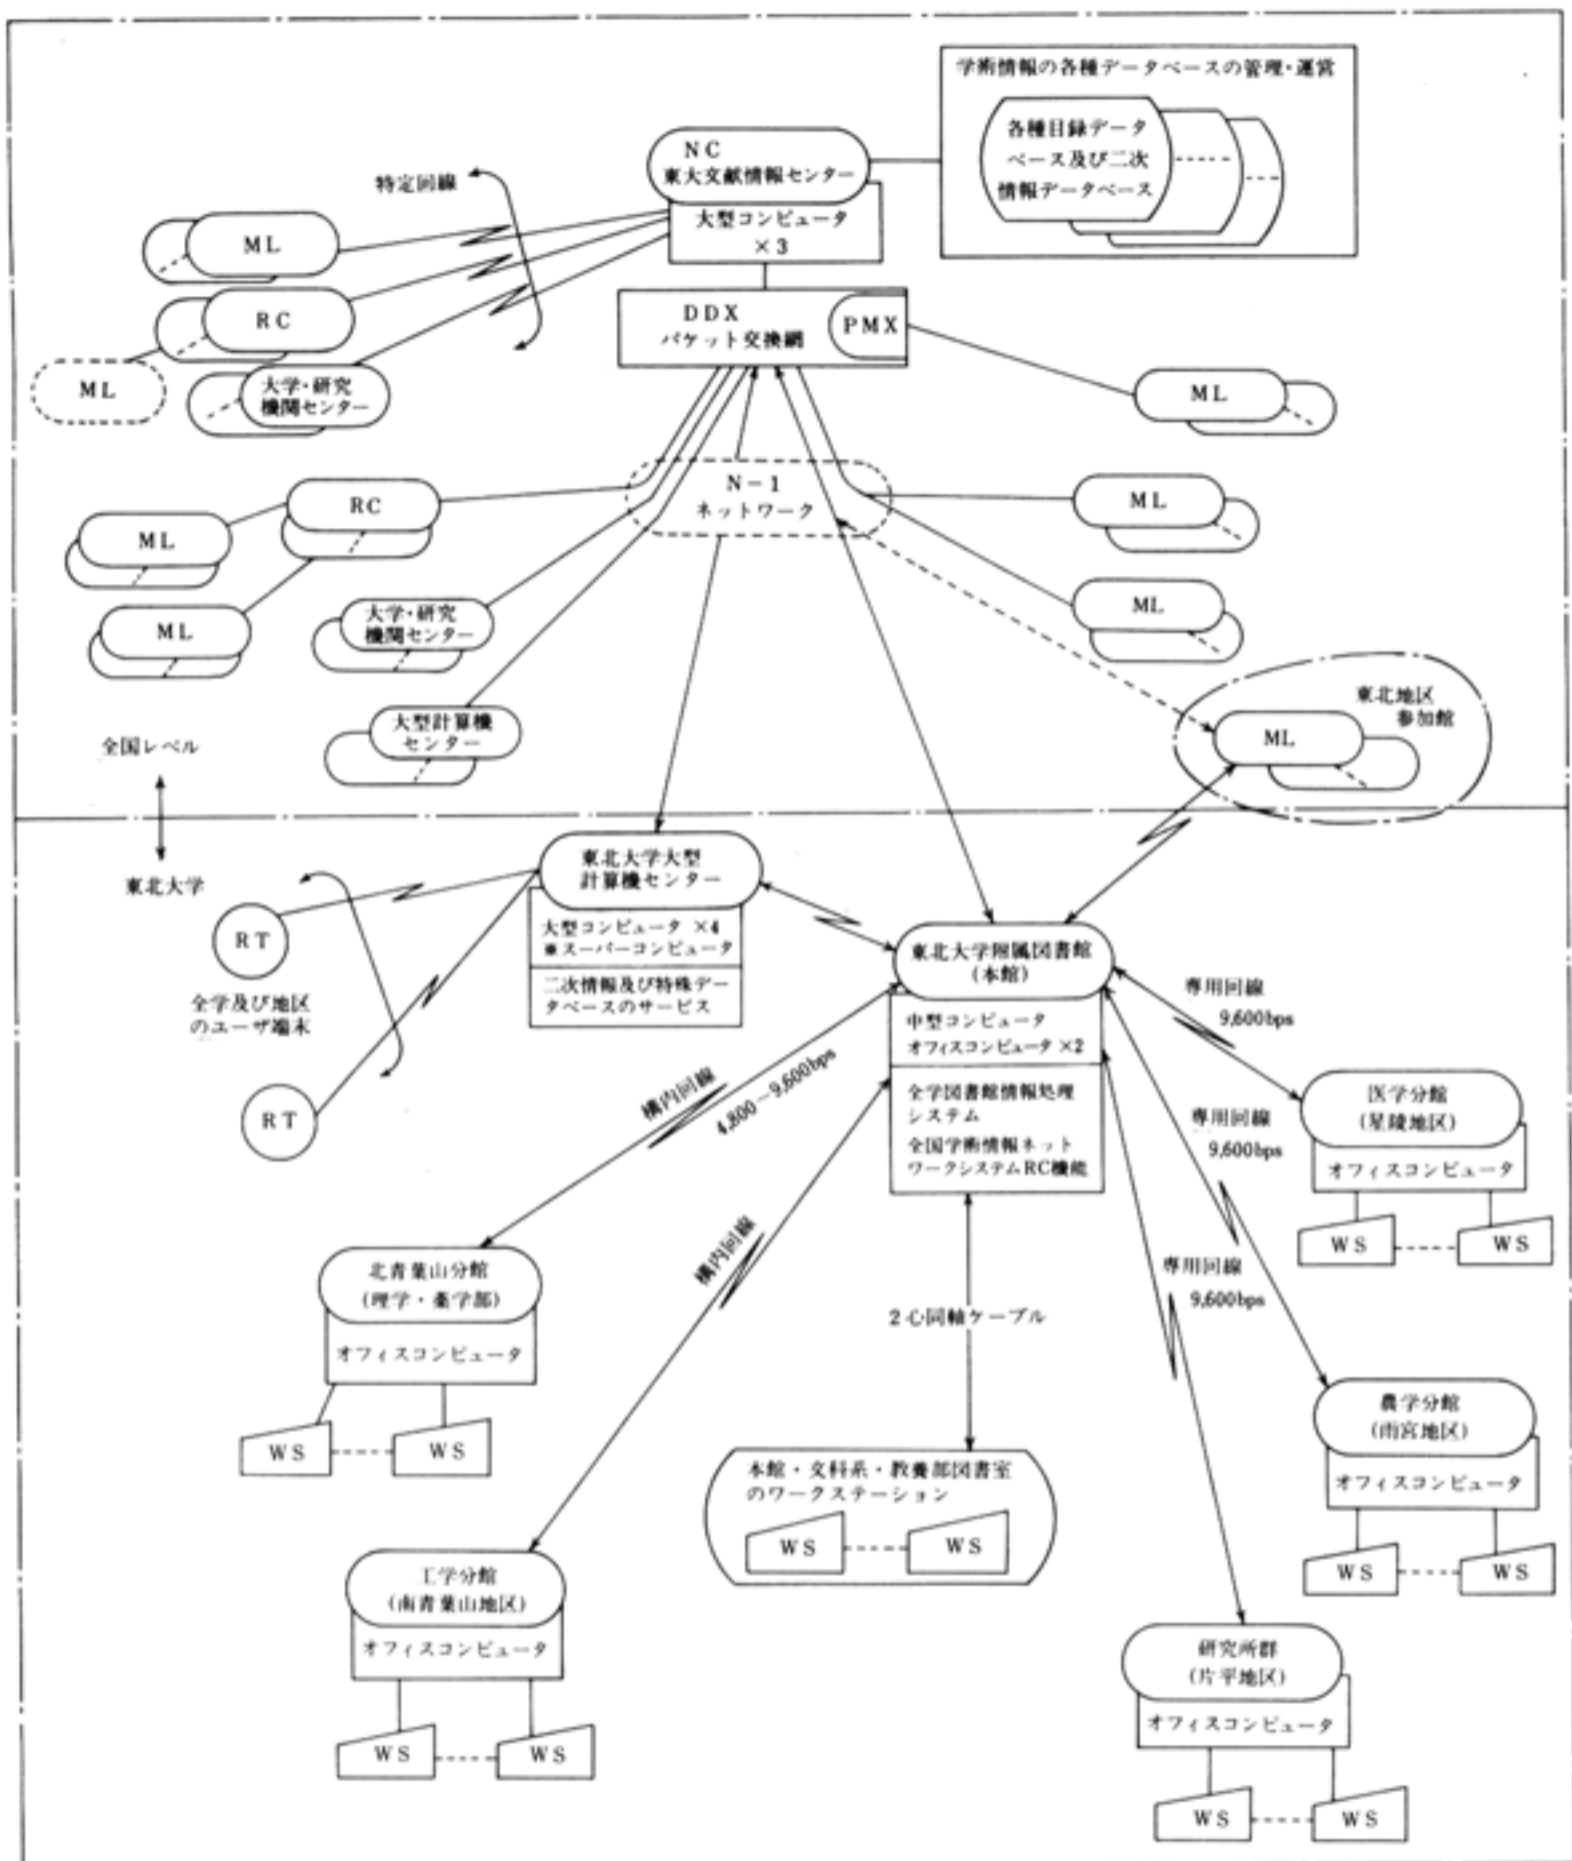 学術情報の各種データベースの管理・運営
各種目録データ
ベース及び二次
情報データベース
NC
東大文献情報センター
大型コンピュータ
×3
特定回線
ML
RC
ML
大学・研究
機関センター
DDX
パケット交換網
PMX
ML
N-1
ネットワーク
RC
ML
ML
ML
大学・研究
機関センター
ML
大型計算機
センター
東北地区
参加館
ML
全国レベル
東北大学
東北大学大型
計算機センター
大型コンピュータ ×4
※スーパーコンピュータ
二次情報及び特殊デー
タベースのサービス
RT
全学及び地区
のユーザ端末
RT
東北大学附属図書館
(本館)
中型コンピュータ
オフィスコンピュータ ×2
全学図書館情報処理
システム
全国学術情報ネット
ワークシステムRC機能
専用回線
9,600bps
医学分館
(星陵地区)
オフィスコンピュータ
WS
WS
構内回線
4,800-9,600bps
専用回線
9,600bps
北青葉山分館
(理学・薬学部)
オフィスコンピュータ
WS
WS
構内回線
2心同軸ケーブル
専用回線
9,600bps
農学分館
(雨宮地区)
オフィスコンピュータ
WS
WS
本館・文科系・教養部図書室
のワークステーション
WS
WS
工学分館
(南青葉山地区)
オフィスコンピュータ
WS
WS
研究所群
(片平地区)
オフィスコンピュータ
WS
WS